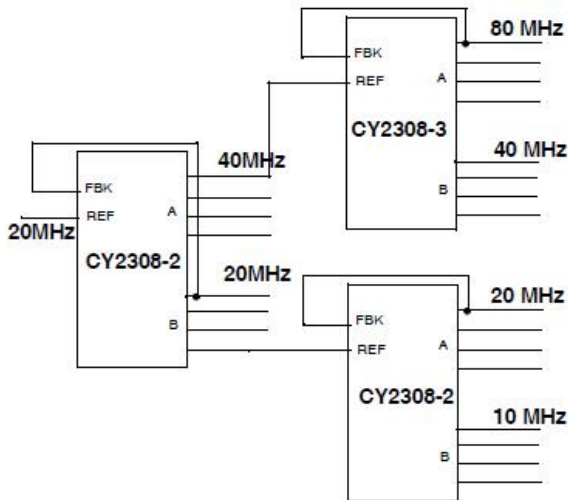 80 MHz
FBK
REF
A
CY2308-3
40 MHz
B
40MHz
FBK
REF
A
20MHz
CY2308-2
20MHz
B
20 MHz
FBK
REF
A
CY2308-2
10 MHz
B